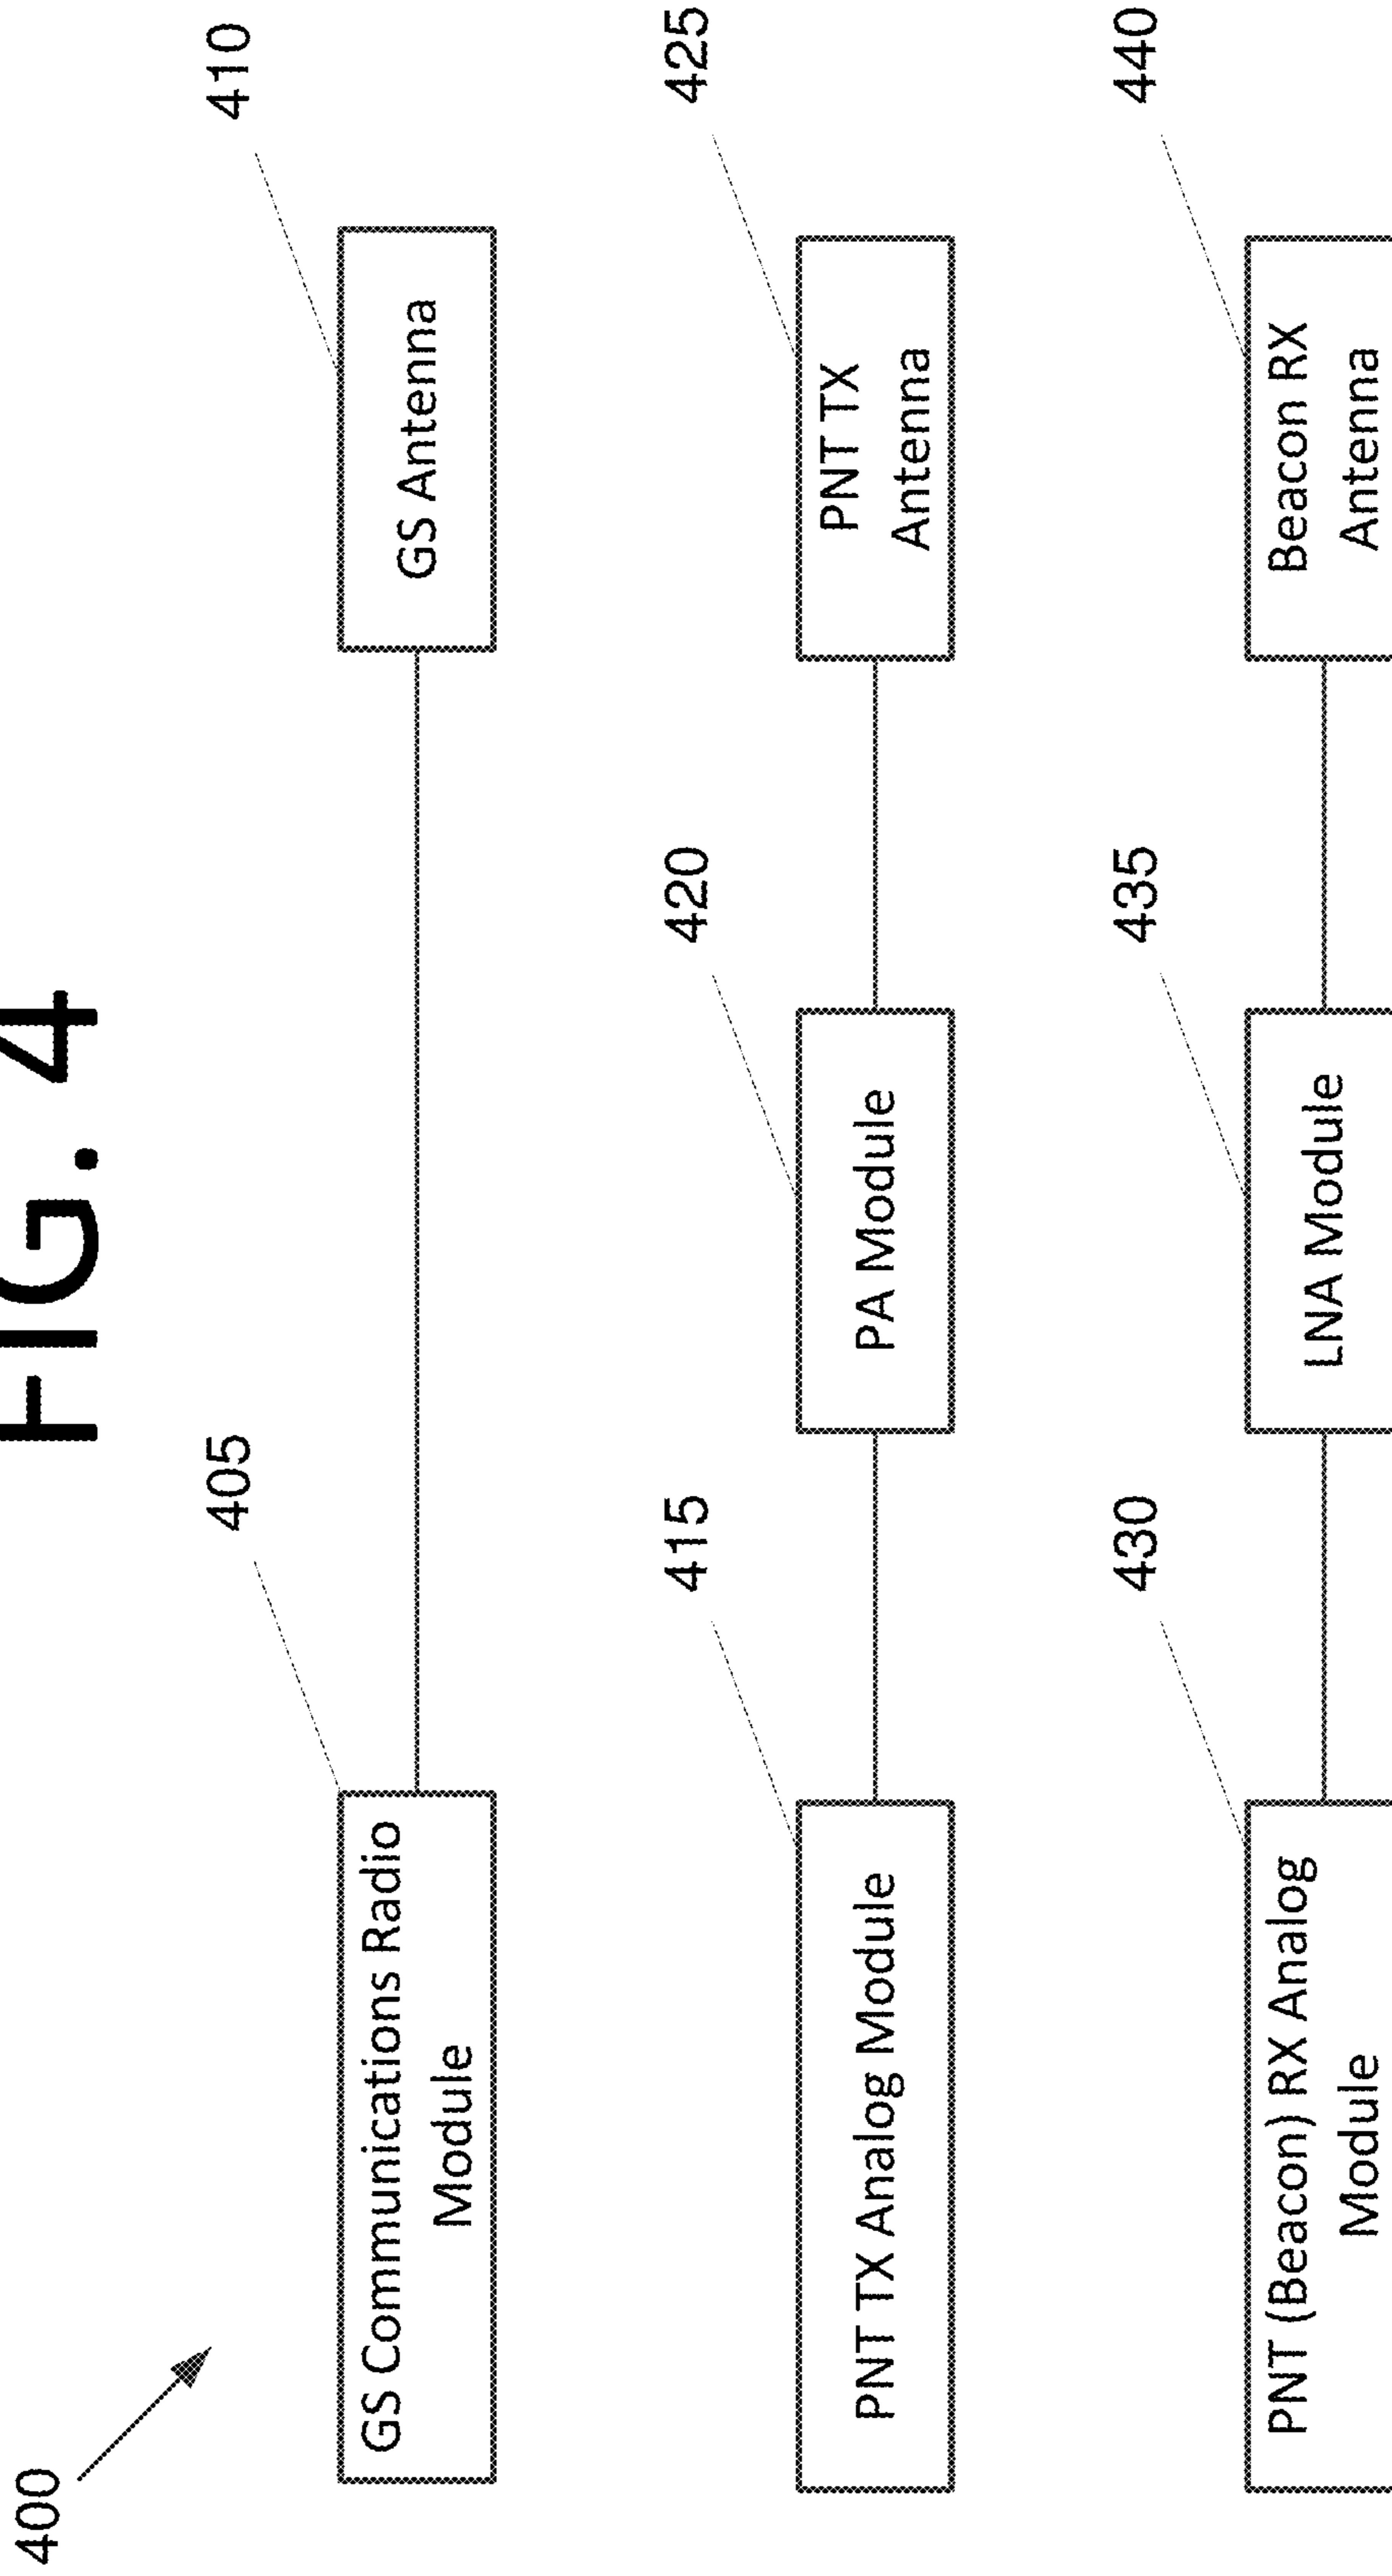 FIG. 4
400
405
410
GS Communications Radio
Module
GS Antenna
415
420
425
PNT TX Analog Module
PA Module
PNT TX
Antenna
430
435
440
PNT (Beacon) RX Analog
Module
LNA Module
Beacon RX
Antenna